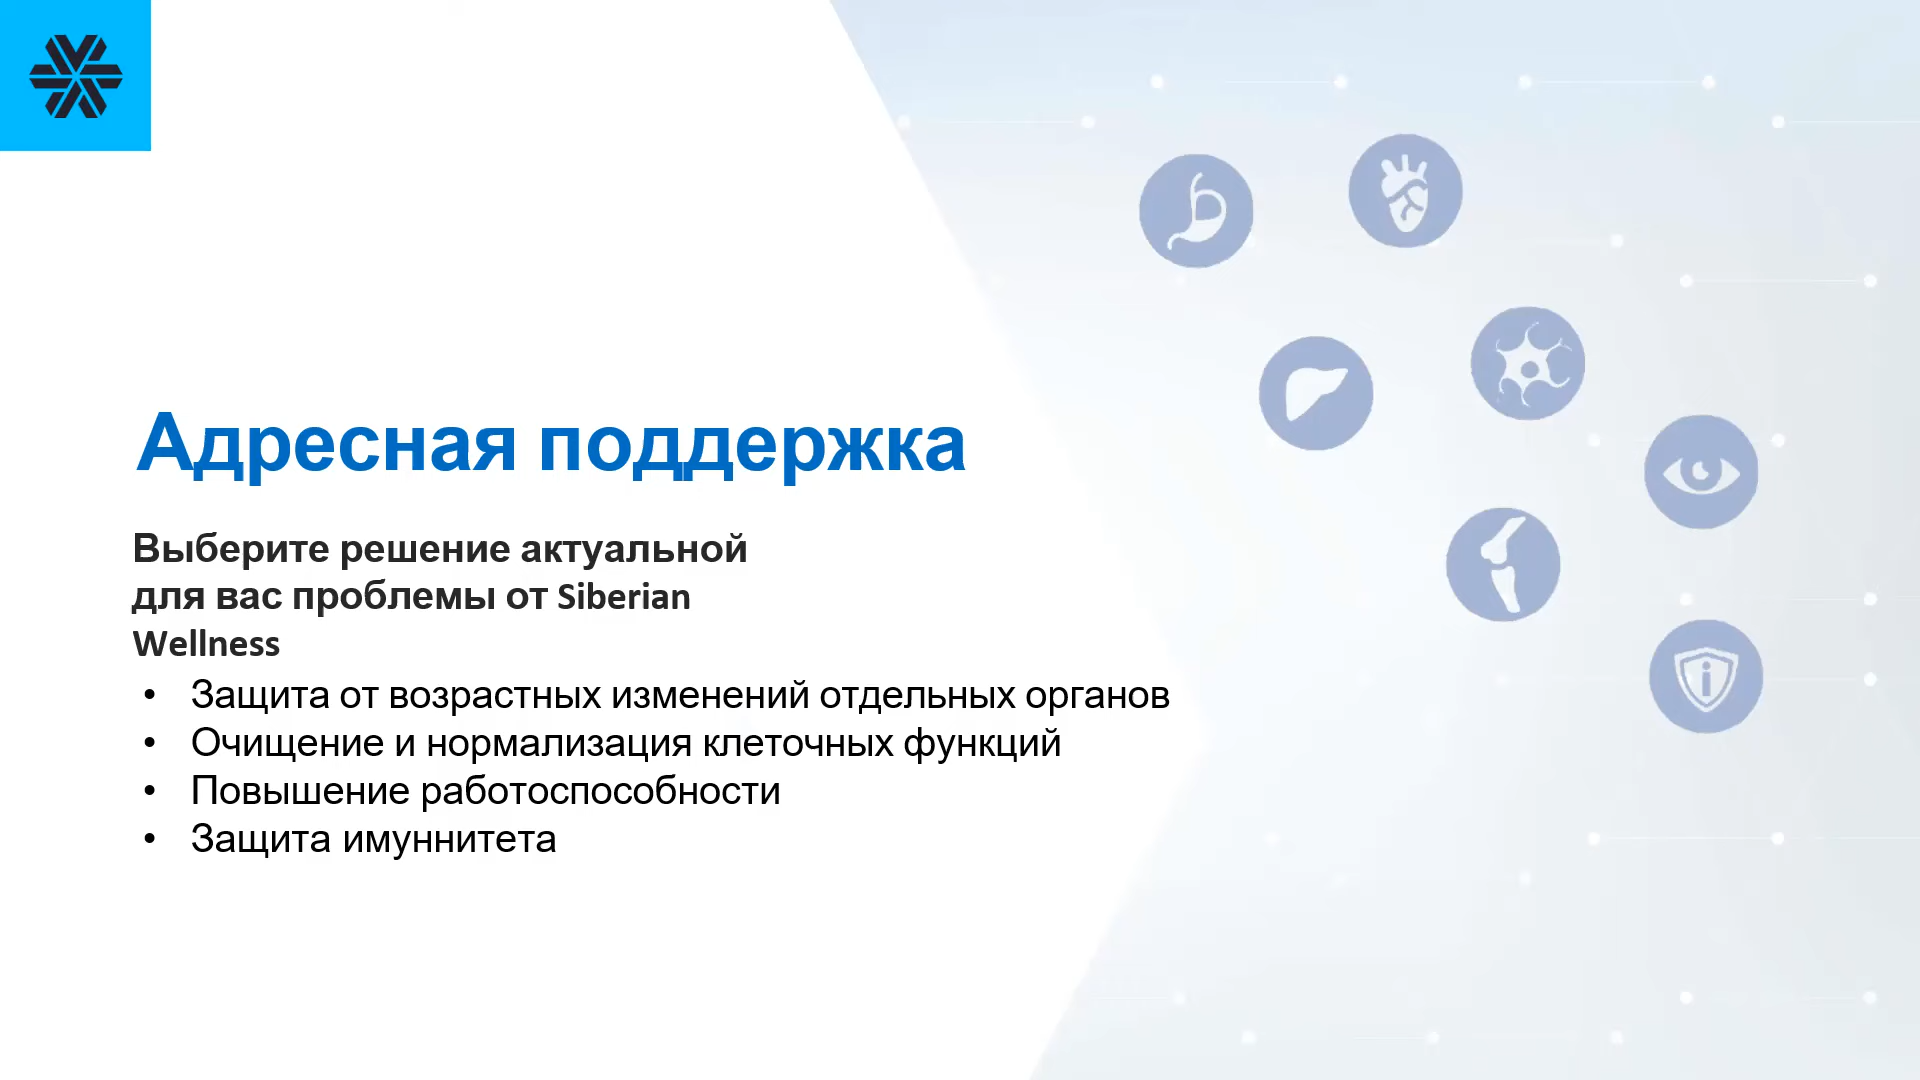 Адресная поддержка
Выберите решение актуальной
для вас проблемы от Siberian
Wellness
• Защита от возрастных изменений отдельных органов
• Очищение и нормализация клеточных функций
• Повышение работоспособности
• Защита имуннитета
i